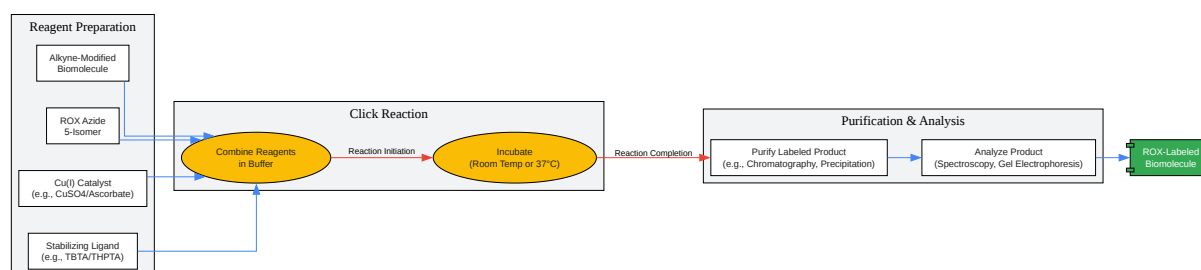 Reagent Preparation
Alkyne-Modified
Biomolecule
ROX Azide
5-Isomer
Cu(I) Catalyst
(e.g., CuSO4/Ascorbate)
Stabilizing Ligand
(e.g., TBTA/THPTA)
Click Reaction
Combine Reagents
in Buffer
Reaction Initiation
Incubate
(Room Temp or 37°C)
Reaction Completion
Purification & Analysis
Purify Labeled Product
(e.g., Chromatography, Precipitation)
Analyze Product
(Spectroscopy, Gel Electrophoresis)
ROX-Labeled
Biomolecule